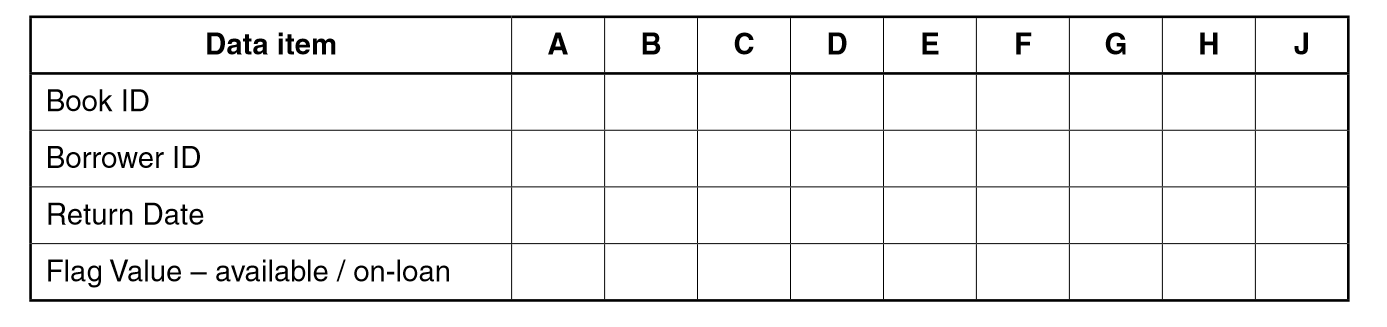 Data item A B C D E F G H J
Book ID
Borrower ID
Return Date
Flag Value – available / on-loan